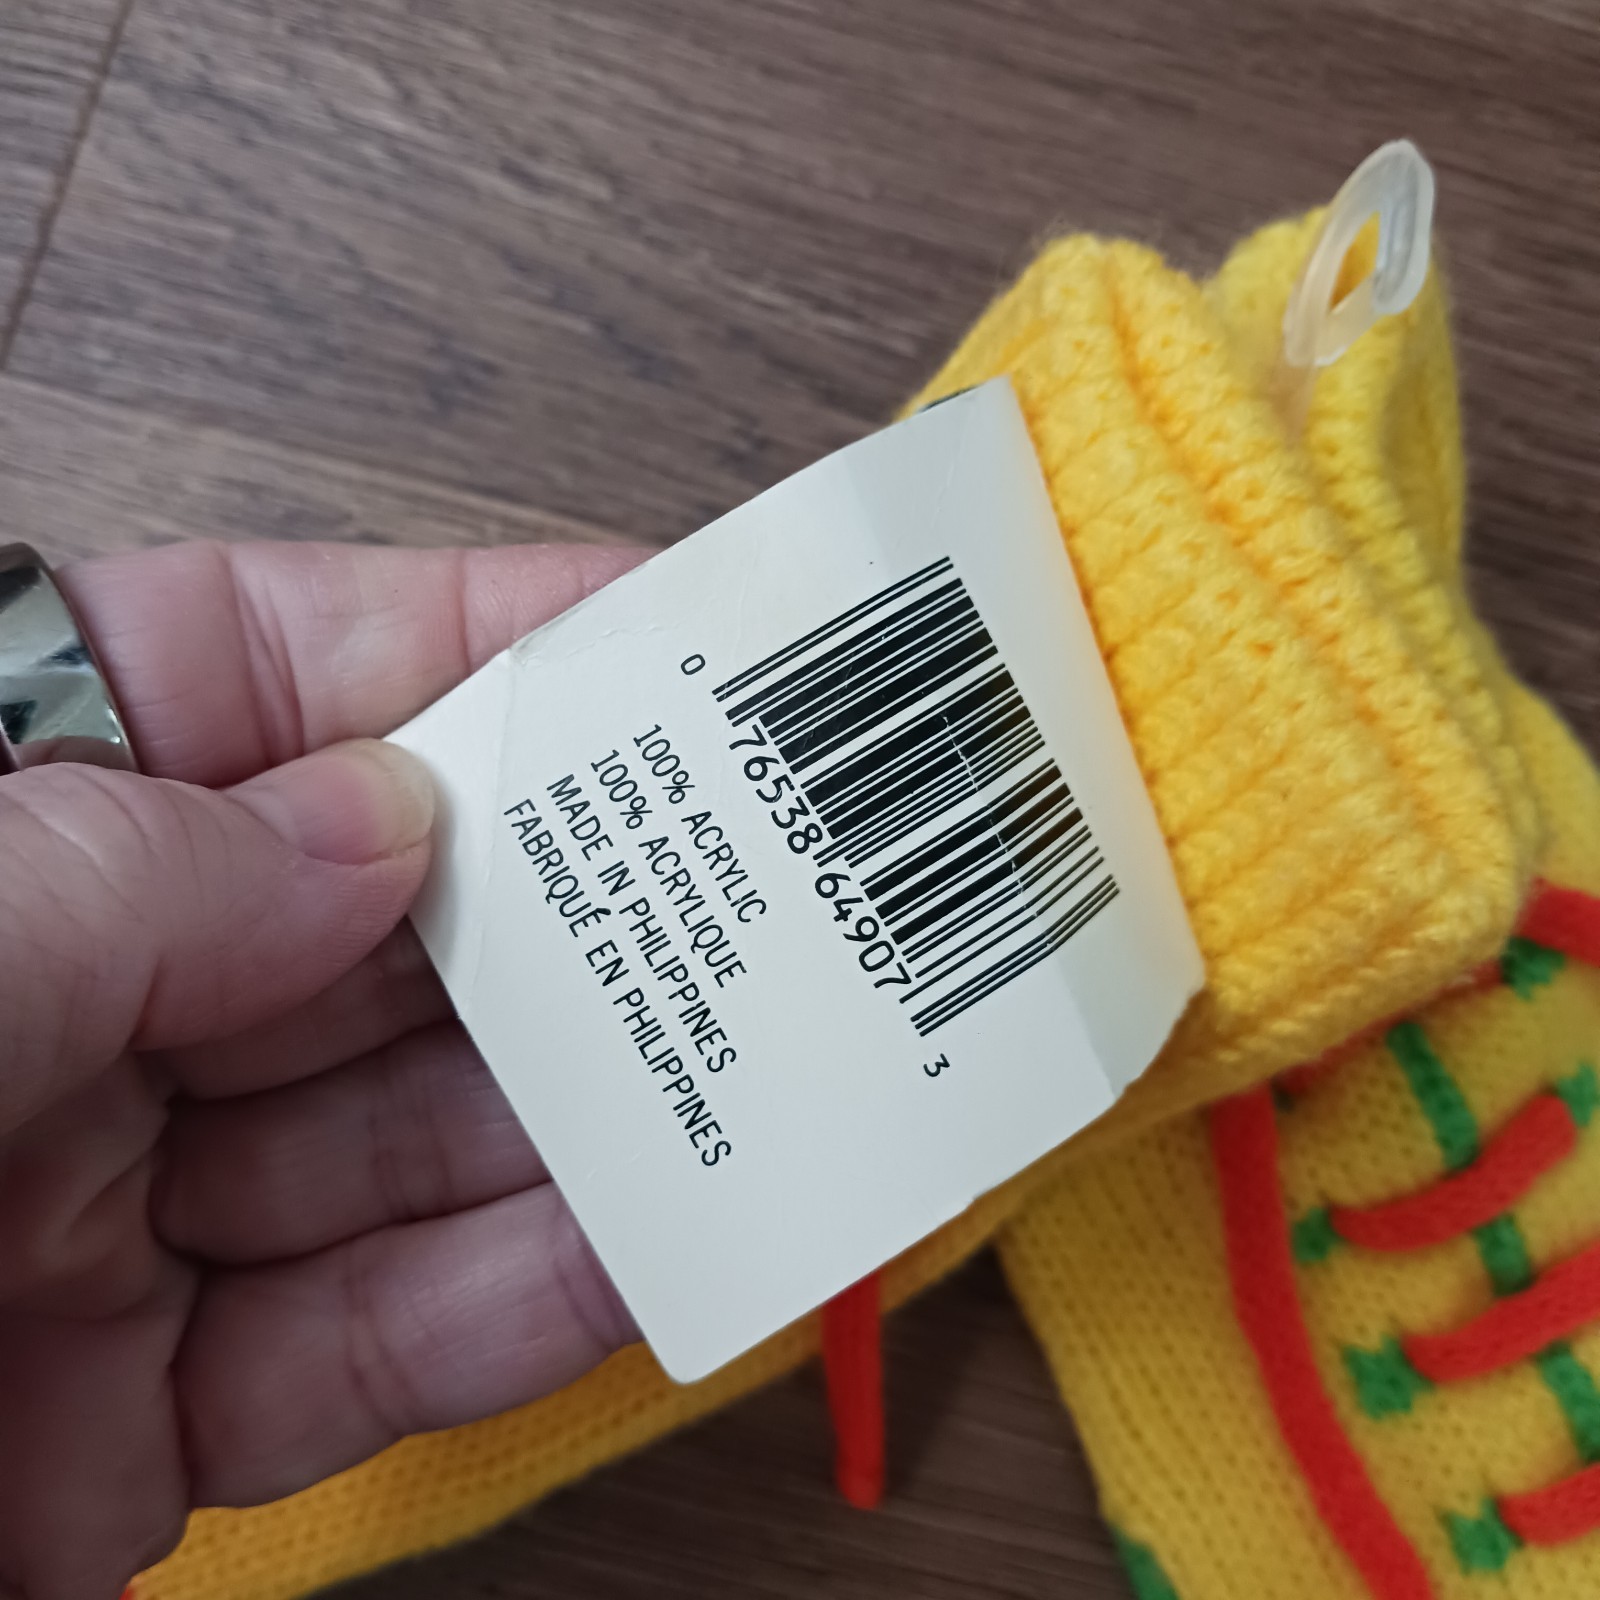 0 76538 64907 3
100% ACRYLIC
100% ACRYLIQUE
MADE IN PHILIPPINES
FABRIQUÉ EN PHILIPPINES